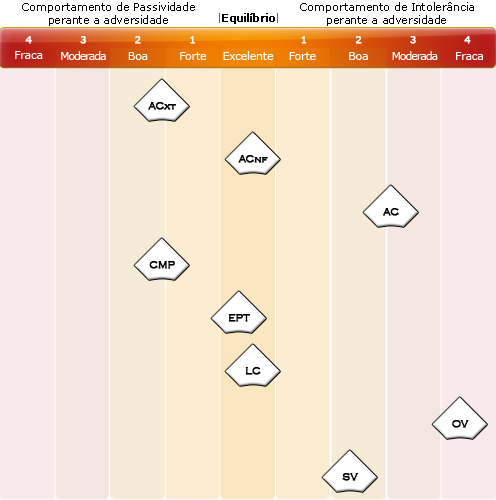 Comportamento de Passividade
perante a adversidade
|Equilíbrio|
Comportamento de Intolerância
perante a adversidade
4 3 2 1 1 2 3 4
Fraca Moderada Boa Forte Excelente Forte Boa Moderada Fraca
ACXT
ACNF
AC
CMP
EPT
LC
OV
SV